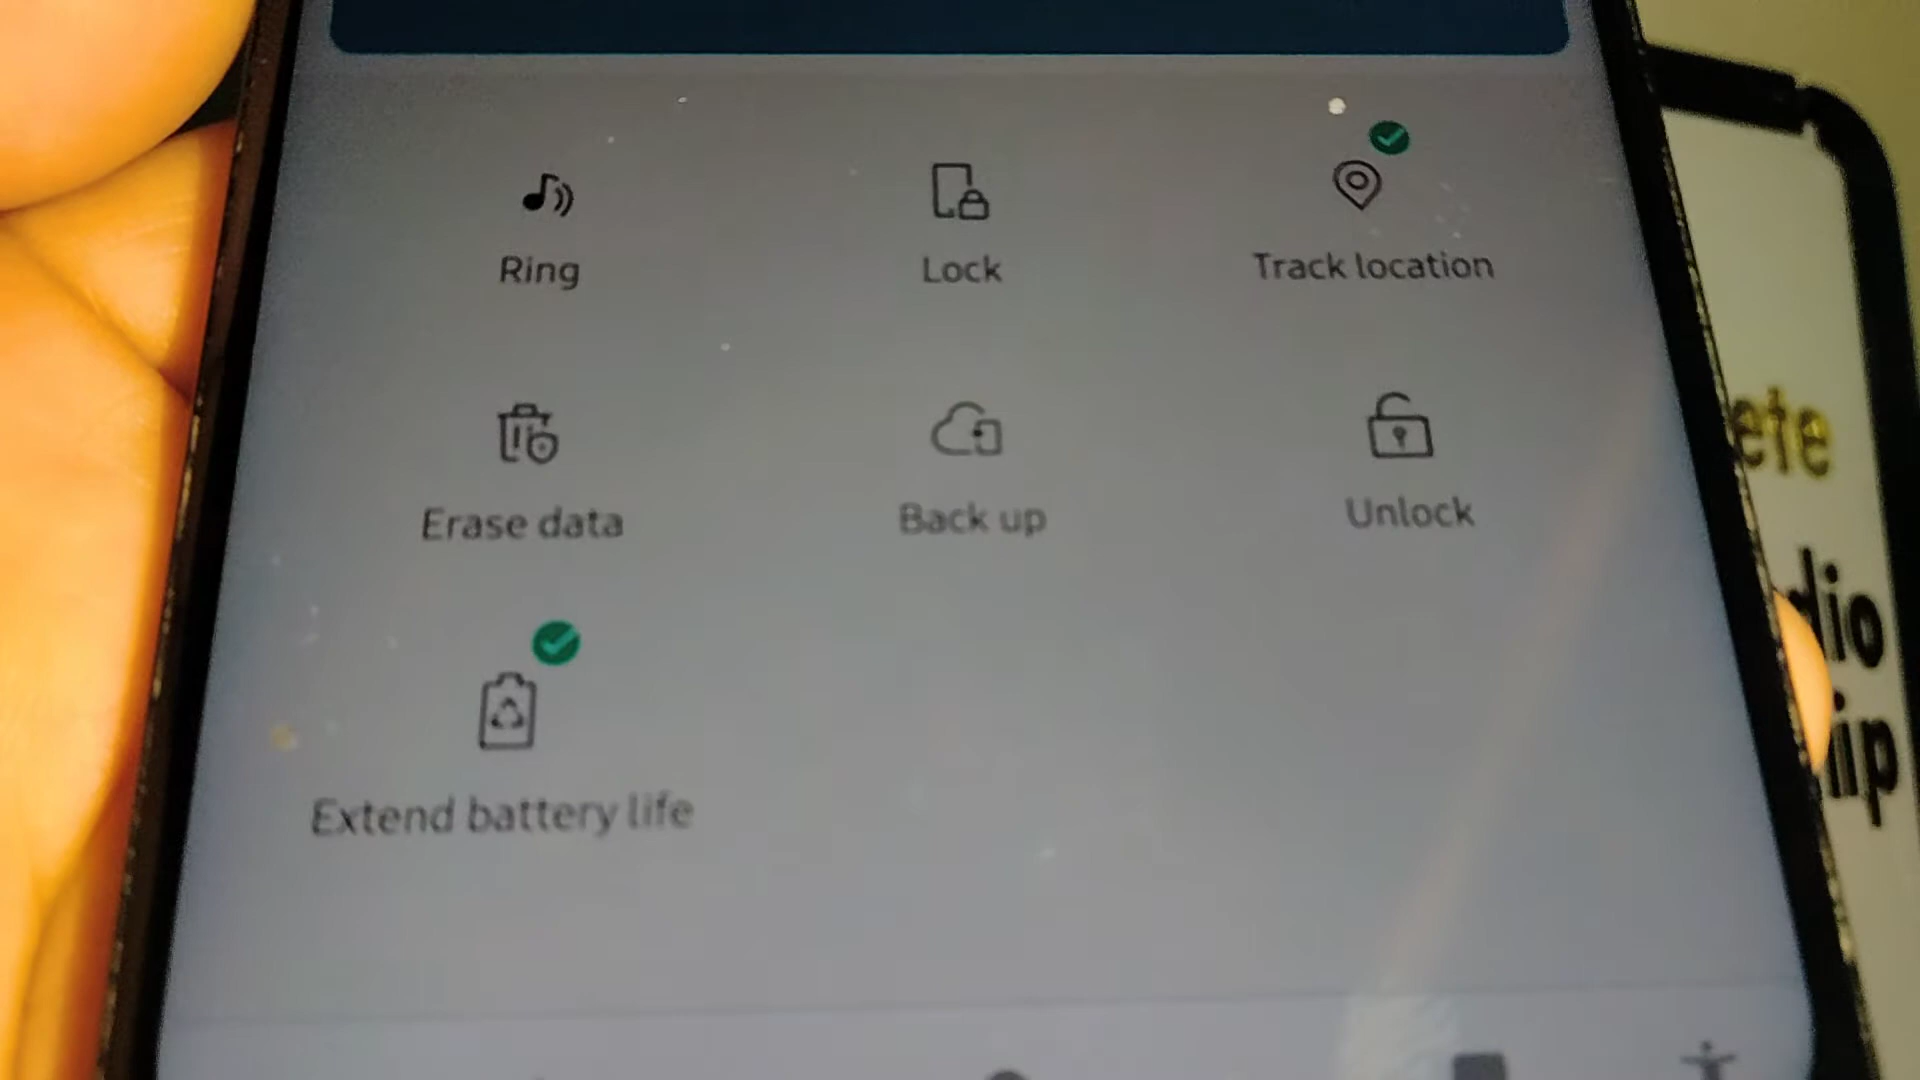 Ring
Lock
Track location
Erase data
Back up
Unlock
Extend battery life